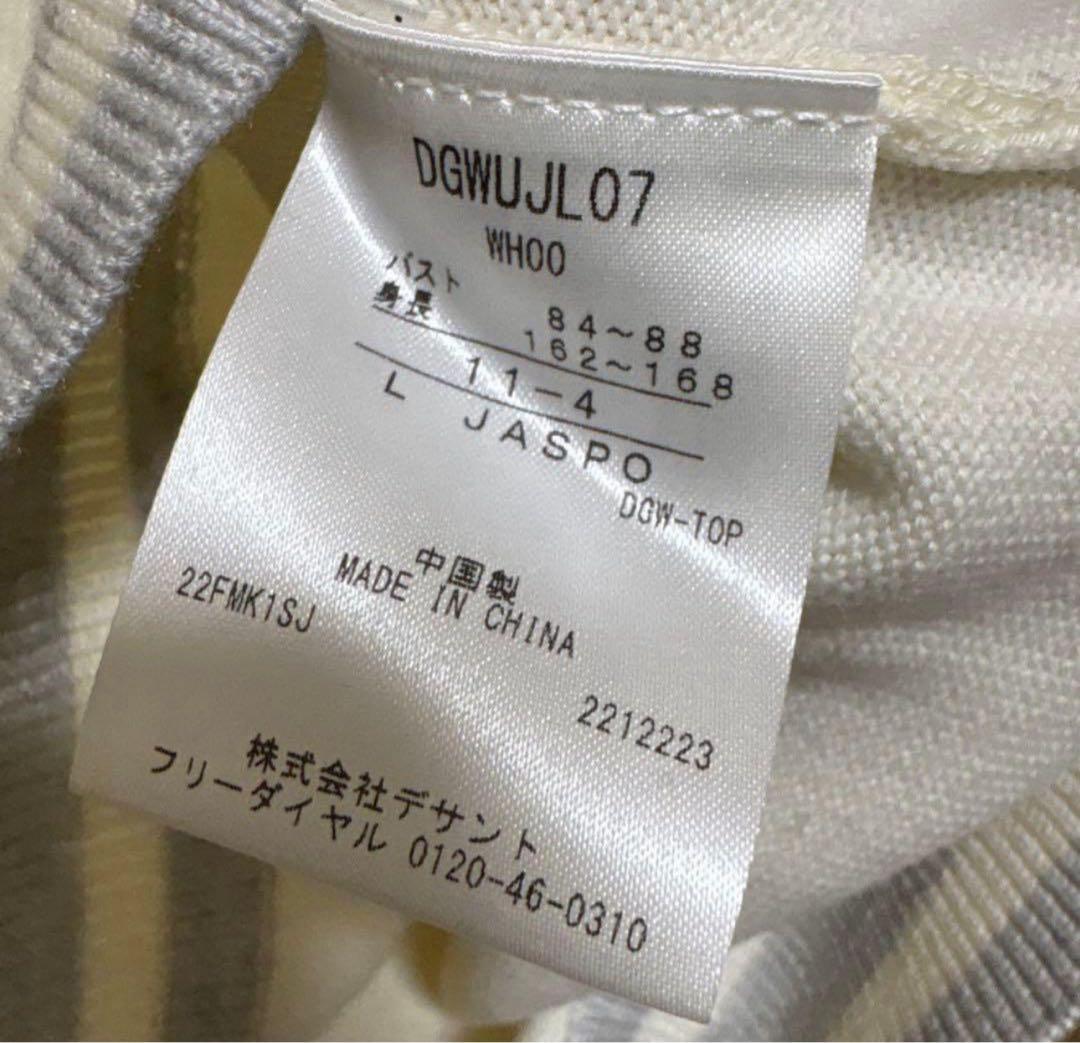 DGWUJL07
WH00
バスト 84～88
身長 162～168
11-4
L JASPO
DGW-TOP
中国製
MADE IN CHINA
22FMK1SJ
2212223
株式会社デサント
フリーダイヤル 0120-46-0310